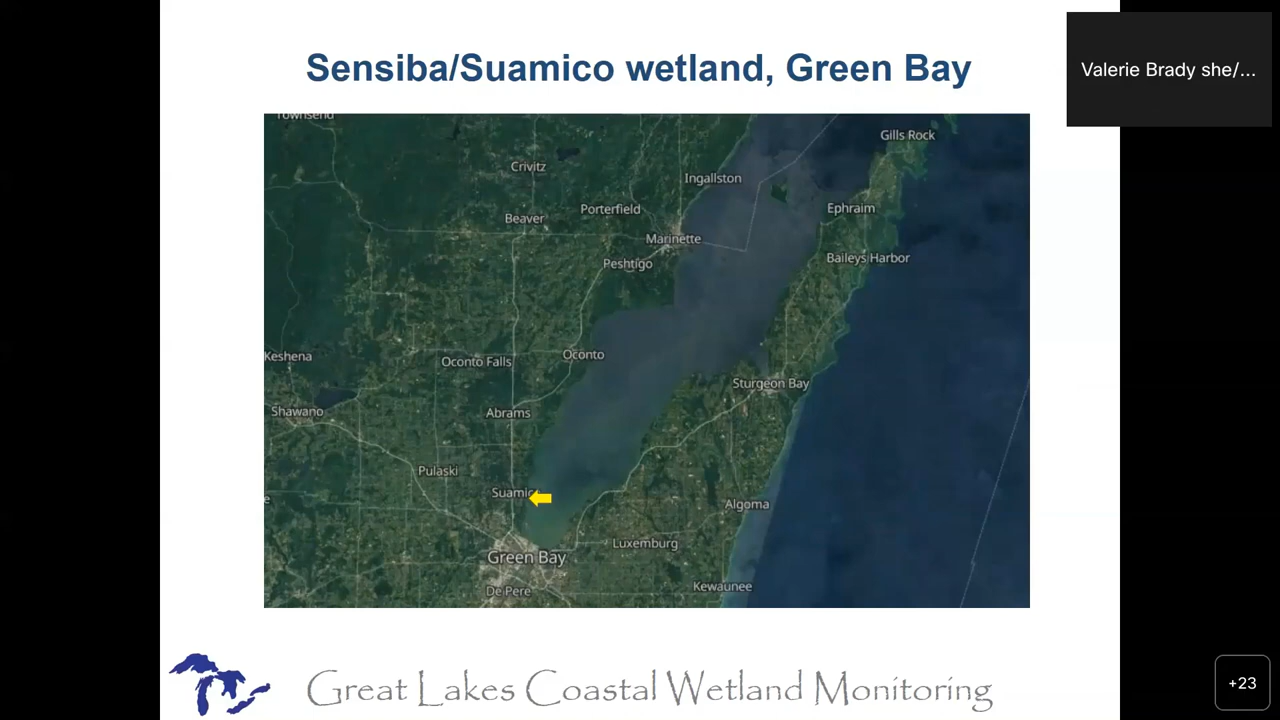 Sensiba/Suamico wetland, Green Bay
Valerie Brady she/...
Townsend
Gills Rock
Crivitz
Ingallston
Porterfield
Ephraim
Beaver
Marinette
Baileys Harbor
Peshtigo
Keshena
Oconto Falls
Oconto
Sturgeon Bay
Shawano
Abrams
Pulaski
Suamico
e
Algoma
Luxemburg
Green Bay
Kewaunee
De Pere
Great Lakes Coastal Wetland Monitoring
+23